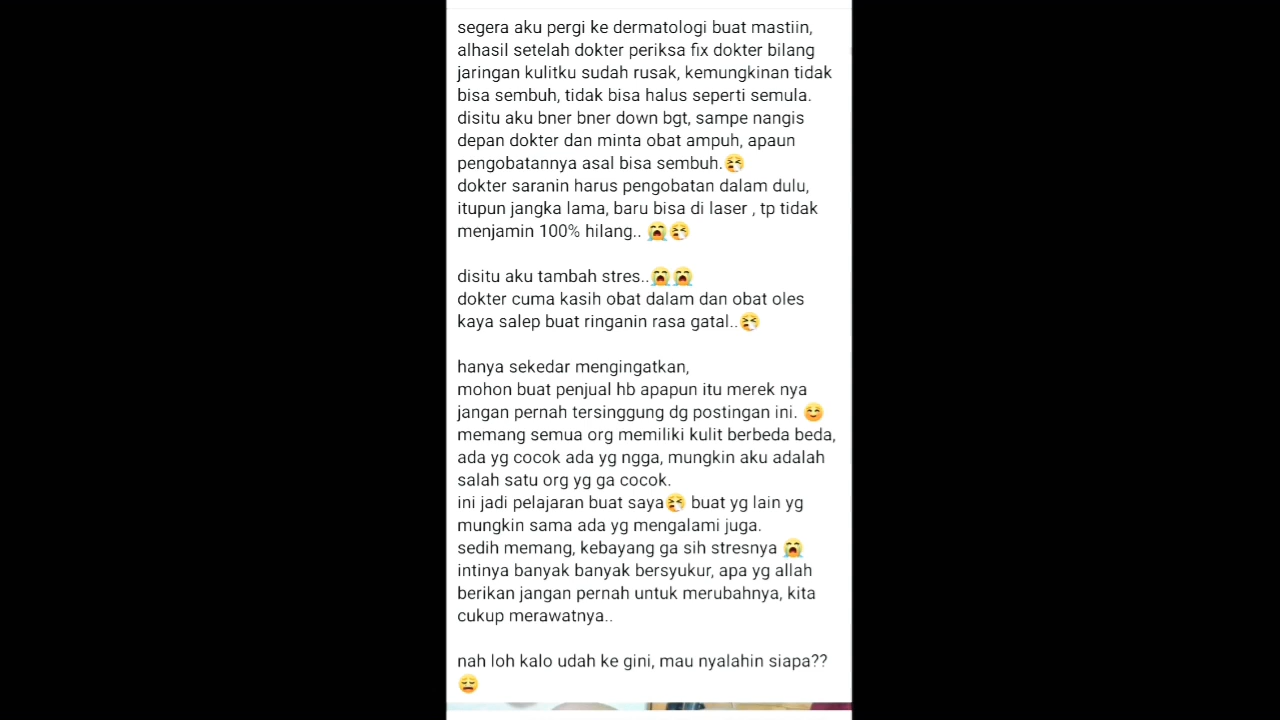 segera aku pergi ke dermatologi buat mastiin,
alhasil setelah dokter periksa fix dokter bilang
jaringan kulitku sudah rusak, kemungkinan tidak
bisa sembuh, tidak bisa halus seperti semula.
disitu aku bner bner down bgt, sampe nangis
depan dokter dan minta obat ampuh, apaun
pengobatannya asal bisa sembuh.🤧
dokter saranin harus pengobatan dalam dulu,
itupun jangka lama, baru bisa di laser , tp tidak
menjamin 100% hilang.. 😭🤧

disitu aku tambah stres..😭😭
dokter cuma kasih obat dalam dan obat oles
kaya salep buat ringanin rasa gatal..🤧

hanya sekedar mengingatkan,
mohon buat penjual hb apapun itu merek nya
jangan pernah tersinggung dg postingan ini. 😊
memang semua org memiliki kulit berbeda beda,
ada yg cocok ada yg ngga, mungkin aku adalah
salah satu org yg ga cocok.
ini jadi pelajaran buat saya🤧 buat yg lain yg
mungkin sama ada yg mengalami juga.
sedih memang, kebayang ga sih stresnya 😭
intinya banyak banyak bersyukur, apa yg allah
berikan jangan pernah untuk merubahnya, kita
cukup merawatnya..

nah loh kalo udah ke gini, mau nyalahin siapa??
😩